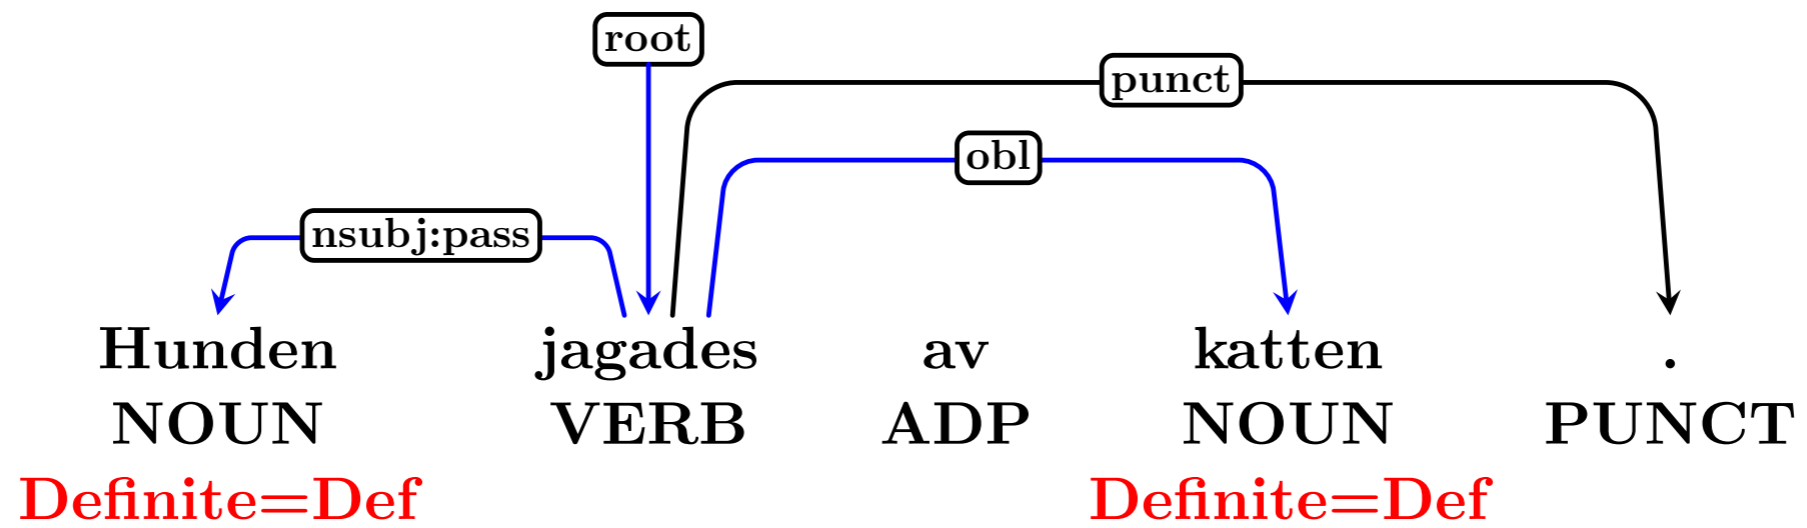 root
punct
obl
nsubj:pass
Hunden jagades av katten .
NOUN VERB ADP NOUN PUNCT
Definite=Def Definite=Def